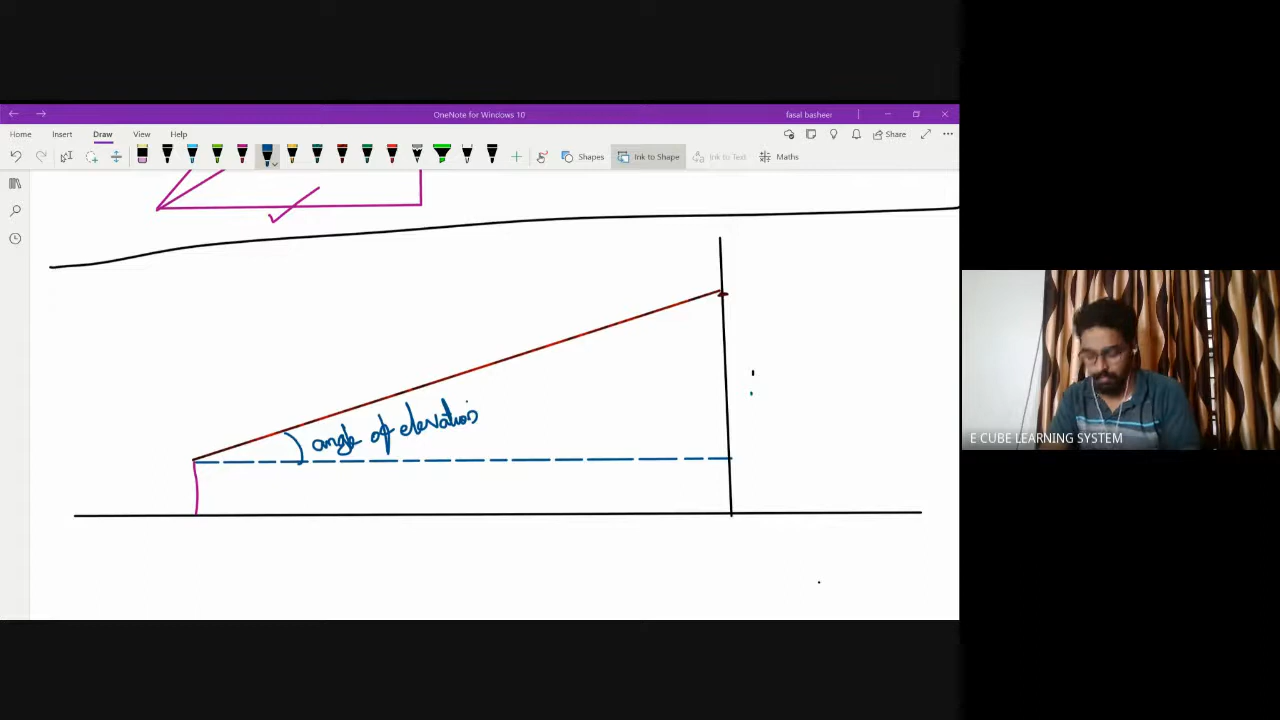 OneNote for Windows 10
fasal basheer
Home Insert Draw View Help
Share
Shapes
Ink to Shape
Ink to Text
Maths
angle of elevation
E CUBE LEARNING SYSTEM